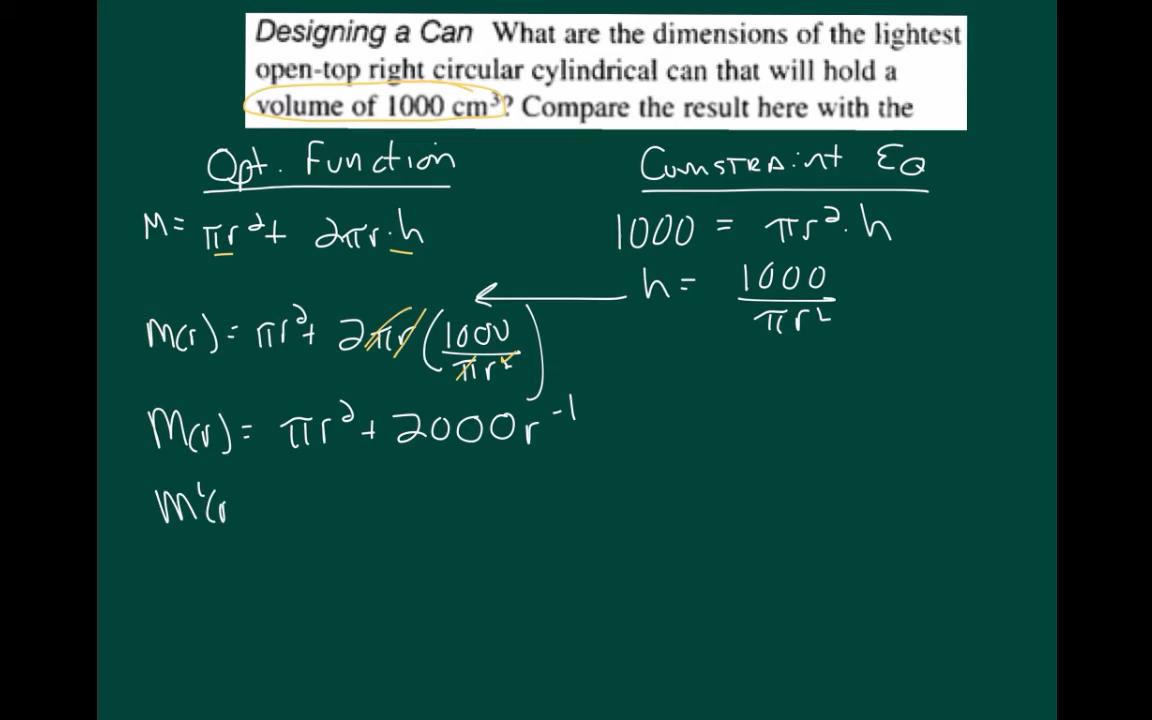 Designing a Can What are the dimensions of the lightest
open-top right circular cylindrical can that will hold a
volume of 1000 cm³? Compare the result here with the
Opt. Function
Cumstraint EQ
M = πr² + 2πr · h
1000 = πr² · h
h = 1000 / πr²
M(r) = πr² + 2πr (1000 / πr²)
M(r) = πr² + 2000r⁻¹
M'(r